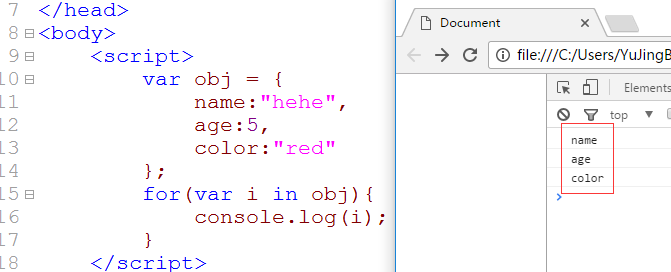 7 </head>
8 <body>
9     <script>
10         var obj = {
11             name:"hehe",
12             age:5,
13             color:"red"
14         };
15         for(var i in obj){
16             console.log(i);
17         }
18     </script>
Document
file:///C:/Users/YuJingB
Elements
top
name
age
color